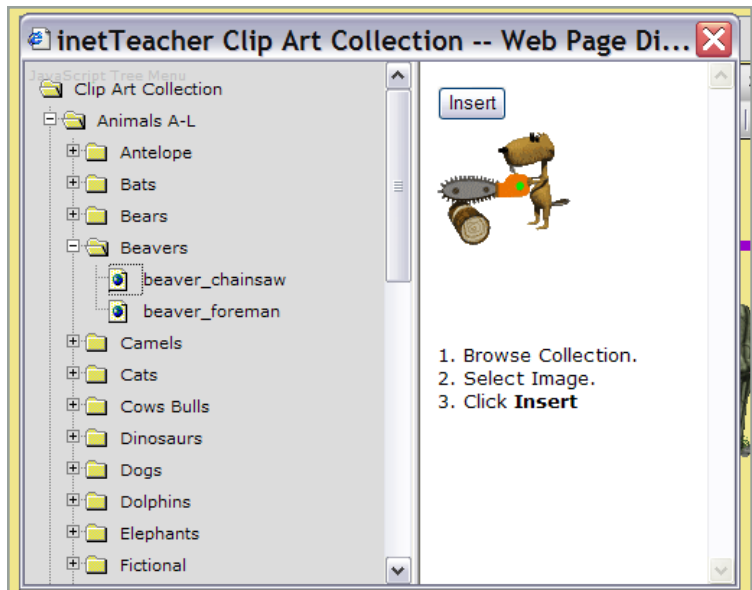 inetTeacher Clip Art Collection -- Web Page Di...
JavaScript Tree Menu
Clip Art Collection
Animals A-L
Antelope
Bats
Bears
Beavers
beaver_chainsaw
beaver_foreman
Camels
Cats
Cows Bulls
Dinosaurs
Dogs
Dolphins
Elephants
Fictional
Insert
1. Browse Collection.
2. Select Image.
3. Click Insert